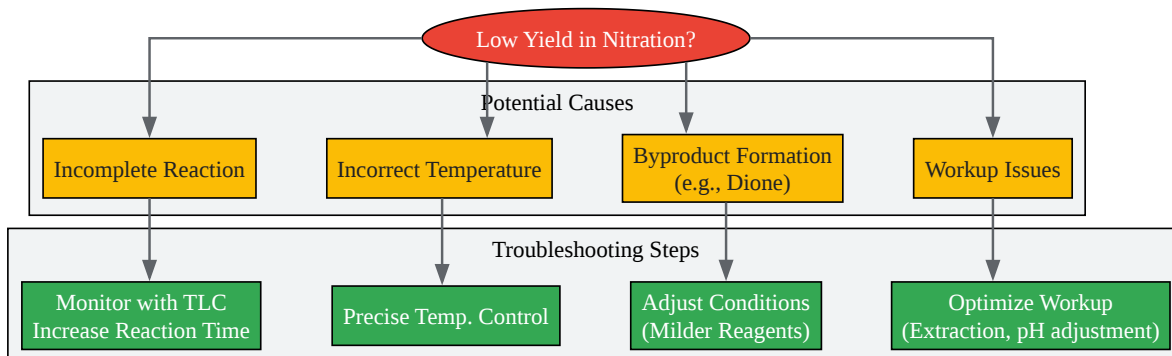 Low Yield in Nitration?
Potential Causes
Incomplete Reaction
Incorrect Temperature
Byproduct Formation
(e.g., Dione)
Workup Issues
Troubleshooting Steps
Monitor with TLC
Increase Reaction Time
Precise Temp. Control
Adjust Conditions
(Milder Reagents)
Optimize Workup
(Extraction, pH adjustment)